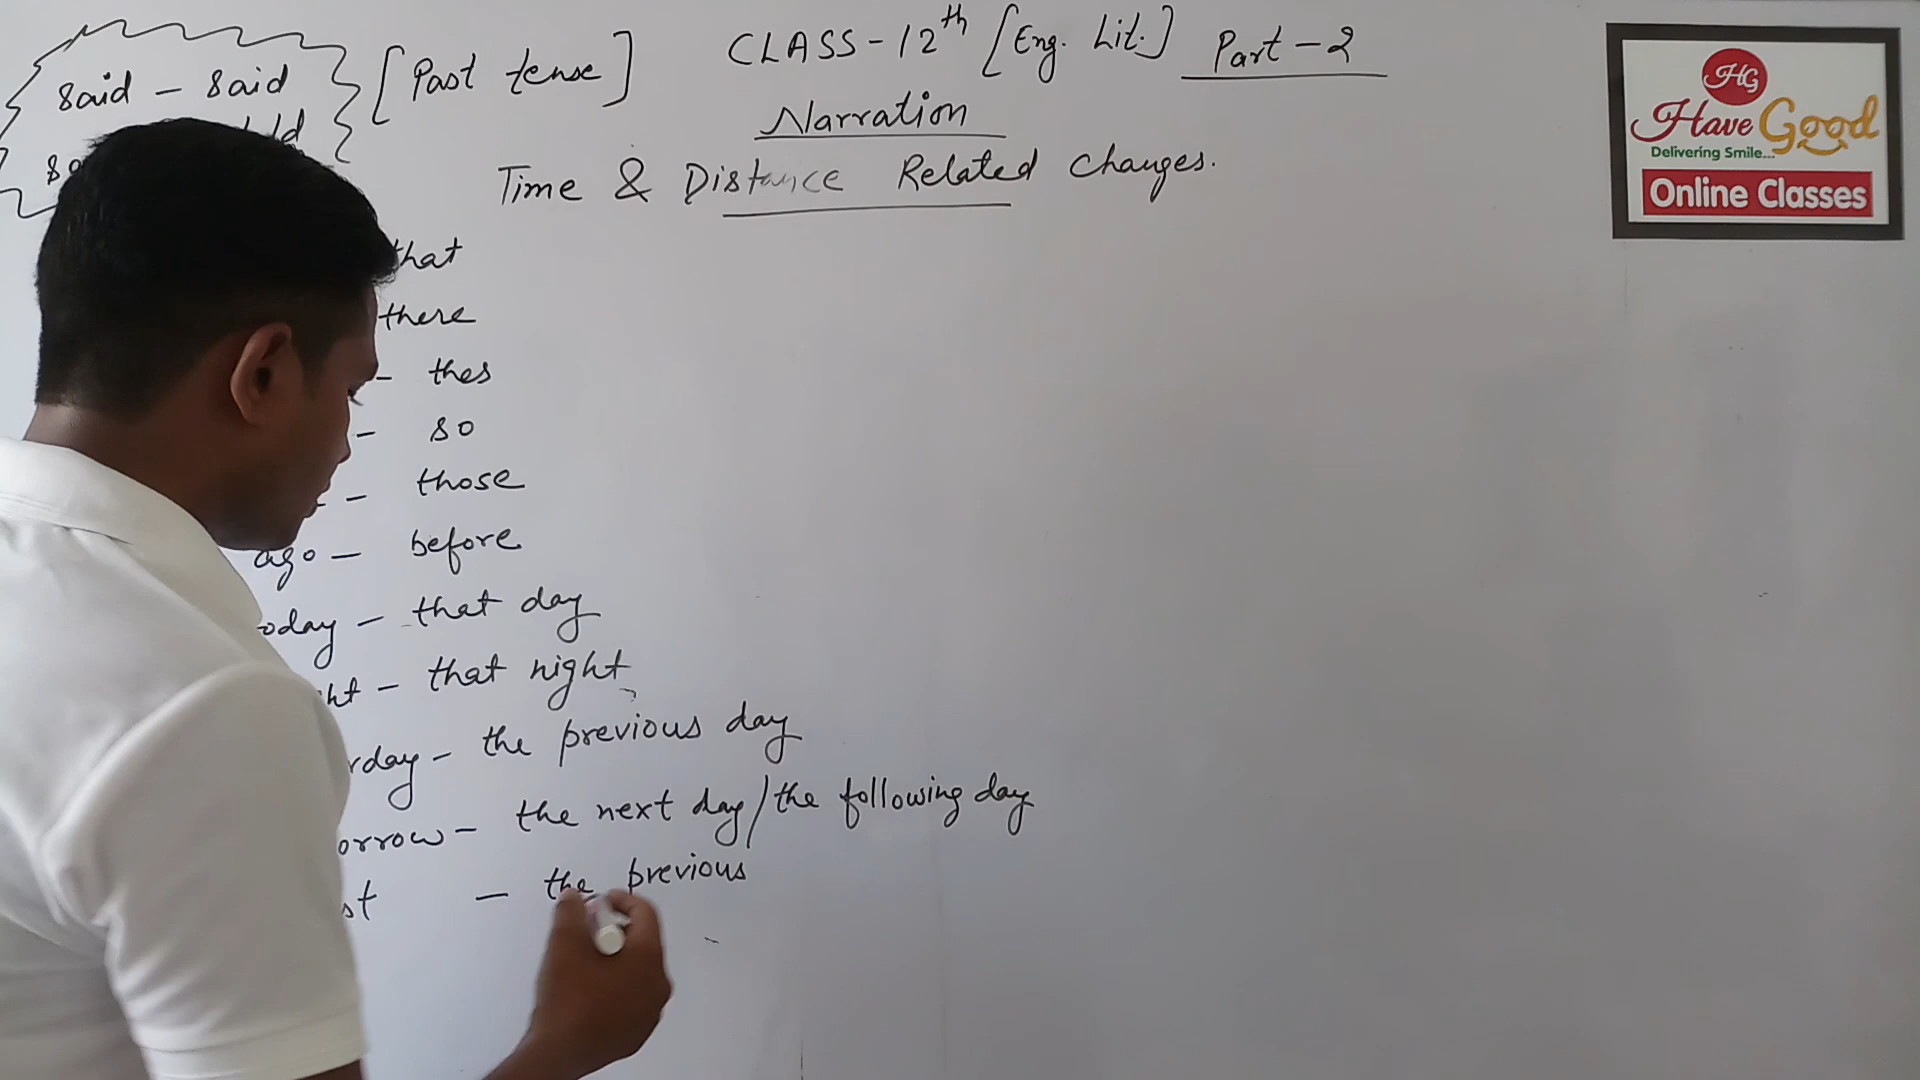 CLASS-12th [Eng. Lit.] Part-2
said - said [Past tense]
Narration
Time & Distance Related Changes.
that
there
- thes
- so
- those
ago - before
oday - that day
ht - that night
rday - the previous day
orrow - the next day/the following day
st - the previous
HG
Have Good
Delivering Smile...
Online Classes